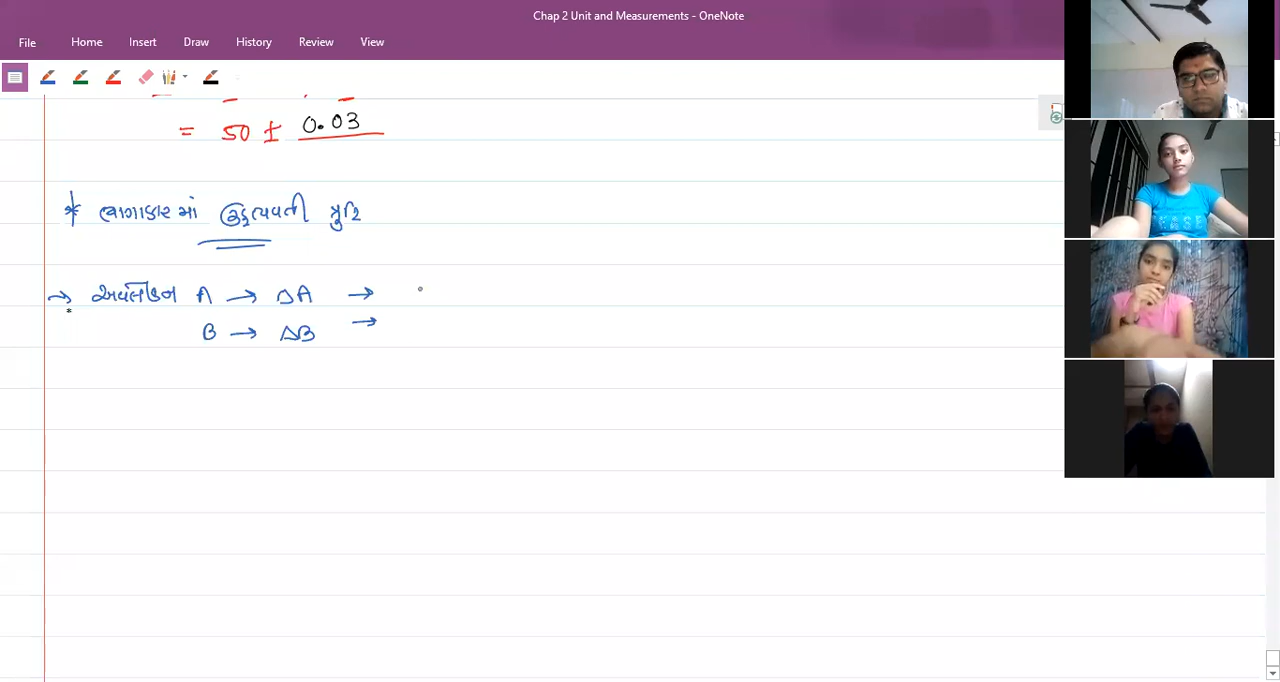 Chap 2 Unit and Measurements - OneNote
File Home Insert Draw History Review View
= 50 ± 0.03
* ભાગાકાર માં ઉદ્ભવતી ત્રુટિ
→ અવલોકન A → ΔA →
B → ΔB →